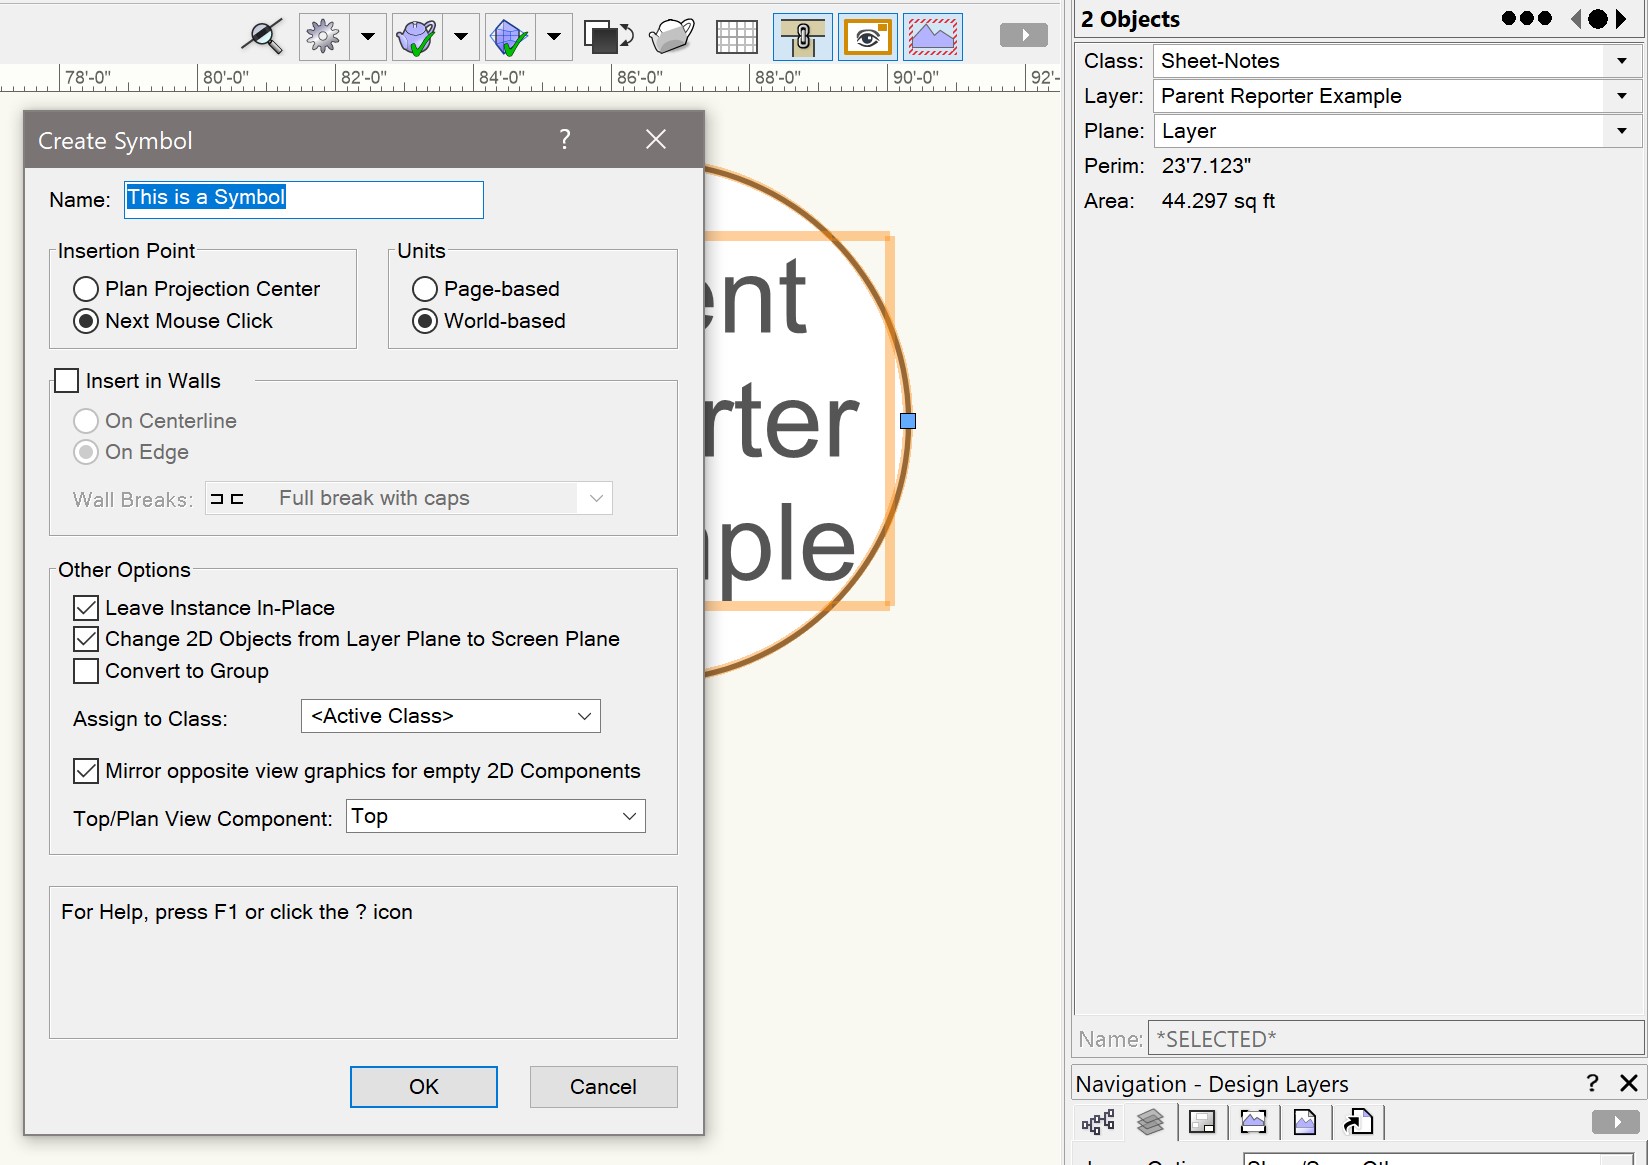 78'-0"
80'-0"
82'-0"
84'-0"
86'-0"
88'-0"
90'-0"
92'-
Create Symbol
?
Name: This is a Symbol
Insertion Point
Plan Projection Center
Next Mouse Click
Units
Page-based
World-based
Insert in Walls
On Centerline
On Edge
Wall Breaks: Full break with caps
Other Options
Leave Instance In-Place
Change 2D Objects from Layer Plane to Screen Plane
Convert to Group
Assign to Class: <Active Class>
Mirror opposite view graphics for empty 2D Components
Top/Plan View Component: Top
For Help, press F1 or click the ? icon
OK
Cancel
ent
rter
ple
2 Objects
Class: Sheet-Notes
Layer: Parent Reporter Example
Plane: Layer
Perim: 23'7.123"
Area: 44.297 sq ft
Name: *SELECTED*
Navigation - Design Layers
?